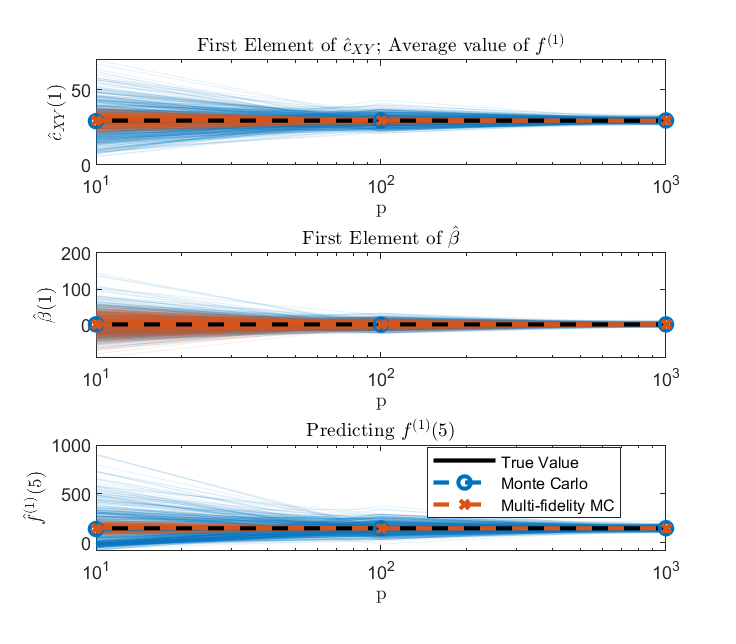 First Element of ĉ_XY; Average value of f^(1)
ĉ_XY(1)
50
0
10^1
10^2
10^3
p
First Element of β̂
β̂(1)
200
100
0
10^1
10^2
10^3
p
Predicting f^(1)(5)
f̂^(1)(5)
1000
500
0
True Value
Monte Carlo
Multi-fidelity MC
10^1
10^2
10^3
p